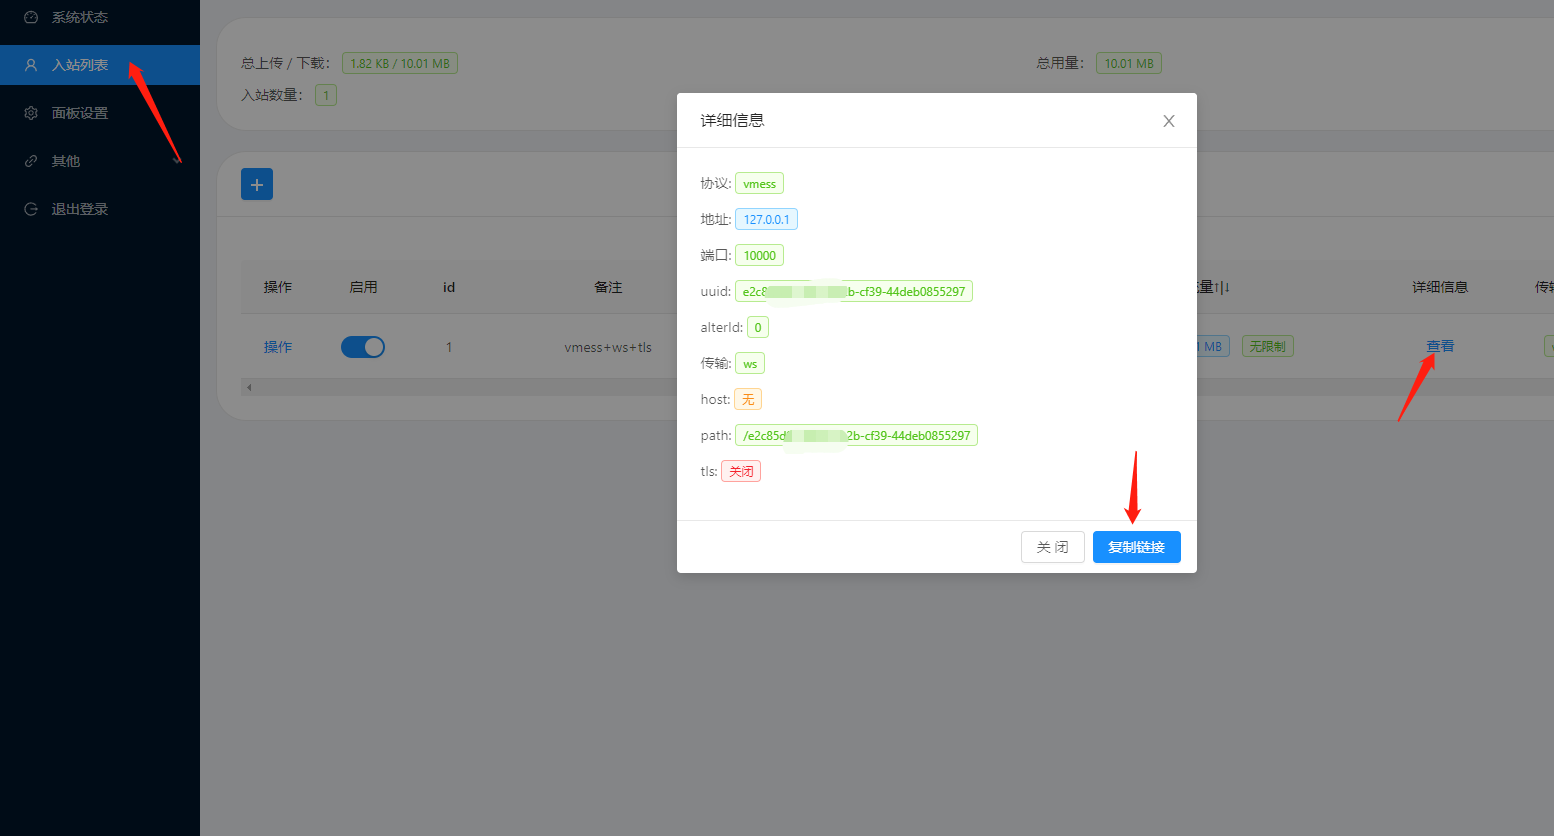 系统状态
入站列表
面板设置
其他
退出登录
总上传 / 下载： 1.82 KB / 10.01 MB
总用量： 10.01 MB
入站数量： 1
+
操作 启用 id 备注 量↑|↓ 详细信息
操作 1 vmess+ws+tls MB 无限制 查看
详细信息
协议: vmess
地址: 127.0.0.1
端口: 10000
uuid: e2c8 b-cf39-44deb0855297
alterId: 0
传输: ws
host: 无
path: /e2c85d 2b-cf39-44deb0855297
tls: 关闭
关 闭 复制链接